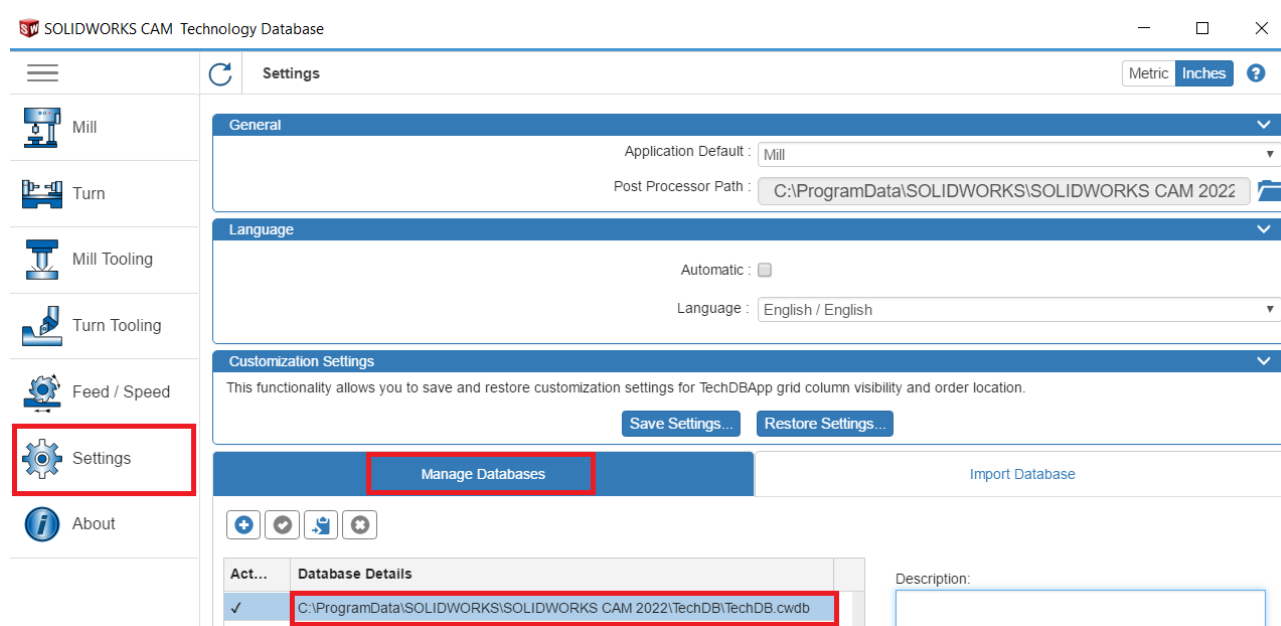 SOLIDWORKS CAM Technology Database
Settings
Metric Inches
Mill
Turn
Mill Tooling
Turn Tooling
Feed / Speed
Settings
About
General
Application Default : Mill
Post Processor Path : C:\ProgramData\SOLIDWORKS\SOLIDWORKS CAM 2022
Language
Automatic :
Language : English / English
Customization Settings
This functionality allows you to save and restore customization settings for TechDBApp grid column visibility and order location.
Save Settings... Restore Settings...
Manage Databases Import Database
Act... Database Details
C:\ProgramData\SOLIDWORKS\SOLIDWORKS CAM 2022\TechDB\TechDB.cwdb
Description: